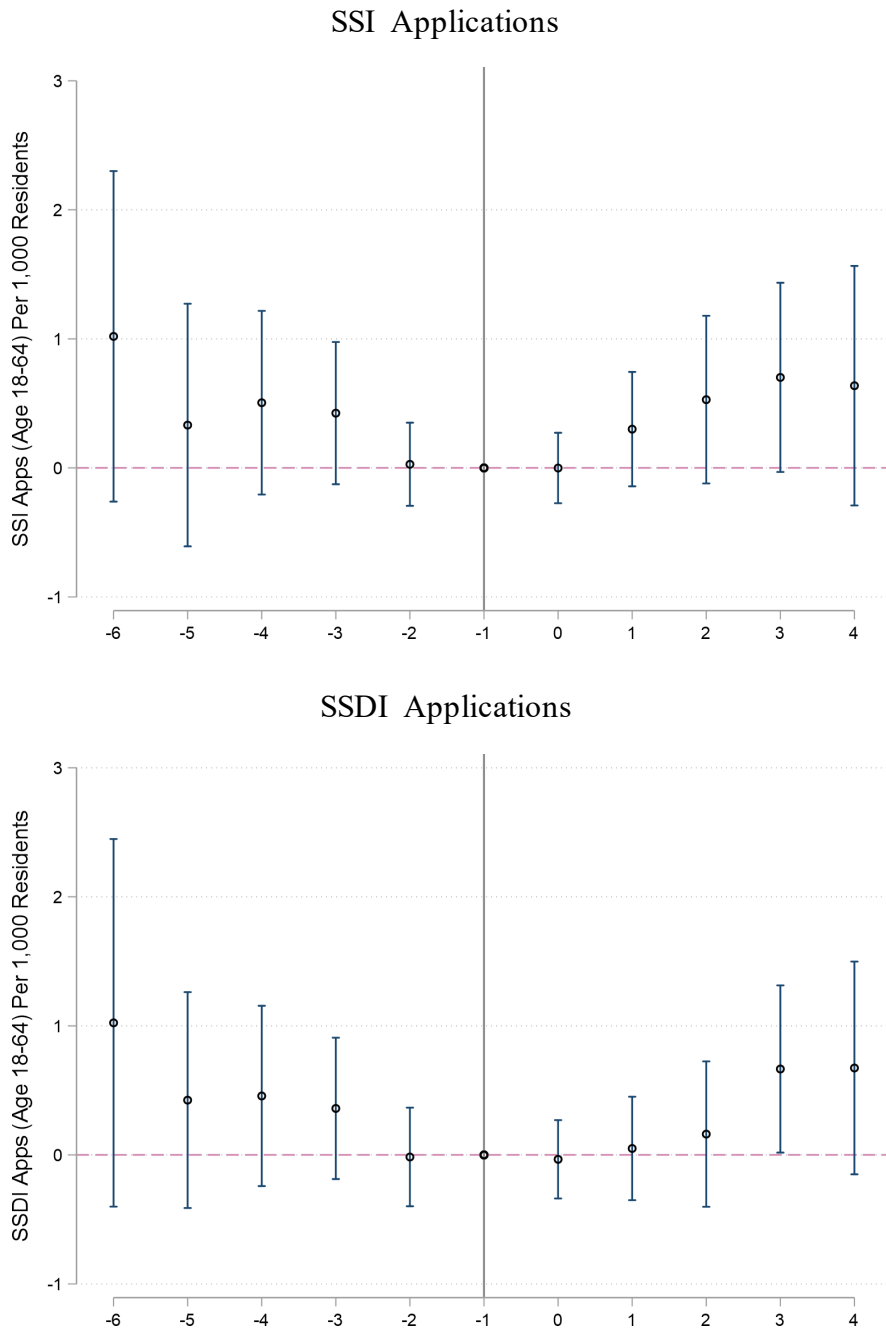 SSI Applications
SSI Apps (Age 18-64) Per 1,000 Residents
3
2
1
0
-1
-6 -5 -4 -3 -2 -1 0 1 2 3 4
SSDI Applications
SSDI Apps (Age 18-64) Per 1,000 Residents
3
2
1
0
-1
-6 -5 -4 -3 -2 -1 0 1 2 3 4